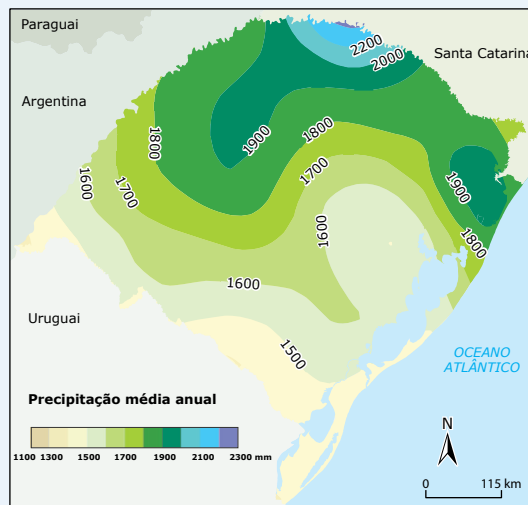 Paraguai
Santa Catarina
Argentina
Uruguai
2200
2000
1900
1800
1700
1800
1700
1600
1900
1800
1600
1600
1500
OCEANO
ATLÂNTICO
Precipitação média anual
1100 1300 1500 1700 1900 2100 2300 mm
N
0 115 km